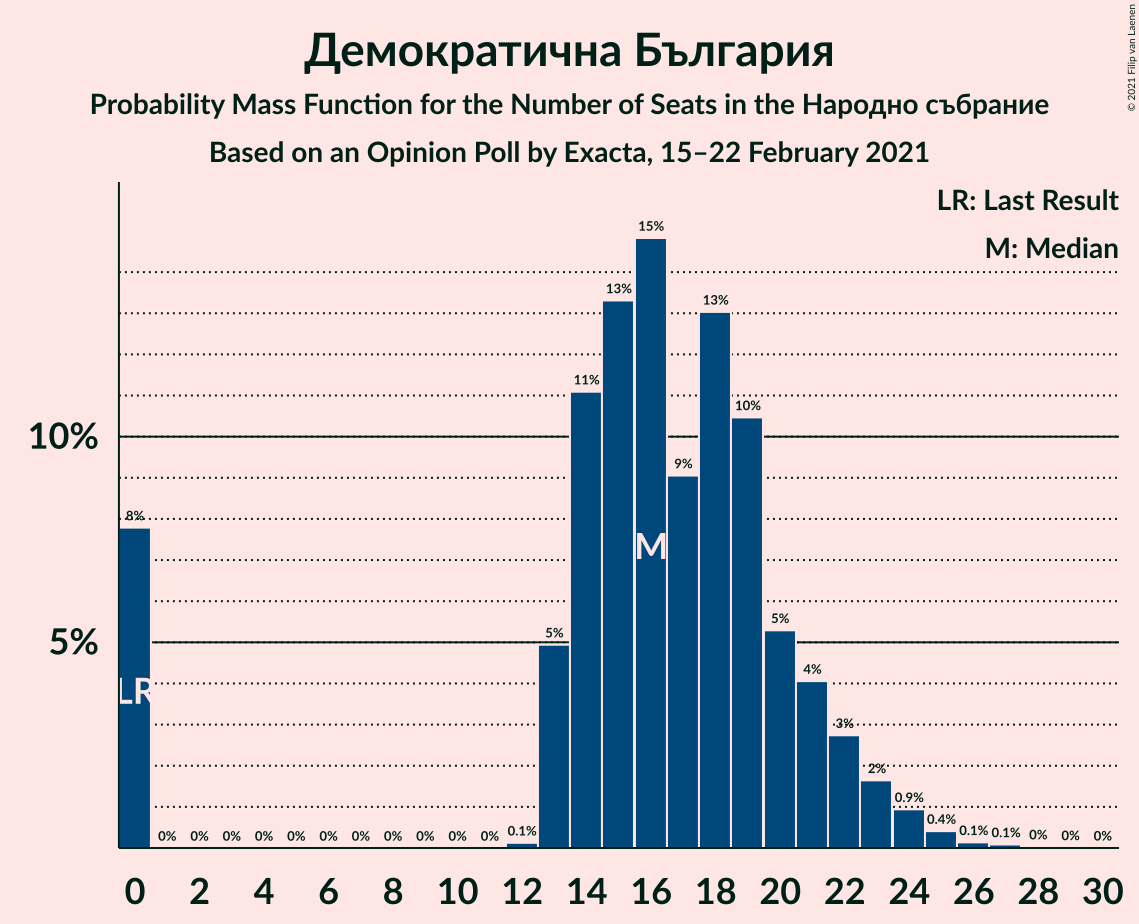 Демократична България
Probability Mass Function for the Number of Seats in the Народно събрание
Based on an Opinion Poll by Exacta, 15–22 February 2021
© 2021 Filip van Laenen
LR: Last Result
M: Median
15%
13%
13%
11%
10%
10%
9%
8%
M
5%
5%
5%
4%
LR
3%
2%
0.9%
0.4%
0% 0% 0% 0% 0% 0% 0% 0% 0% 0% 0% 0.1% 0.1% 0.1% 0% 0% 0%
0 2 4 6 8 10 12 14 16 18 20 22 24 26 28 30